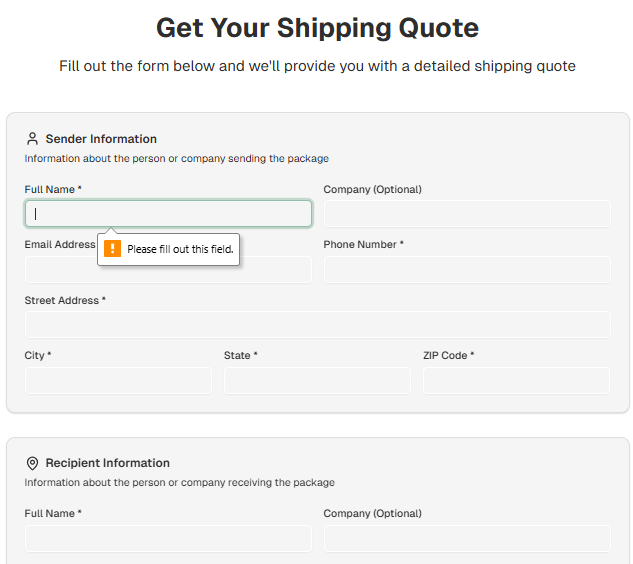 Get Your Shipping Quote
Fill out the form below and we'll provide you with a detailed shipping quote
Sender Information
Information about the person or company sending the package
Full Name *
Company (Optional)
Please fill out this field.
Email Address
Phone Number *
Street Address *
City *
State *
ZIP Code *
Recipient Information
Information about the person or company receiving the package
Full Name *
Company (Optional)